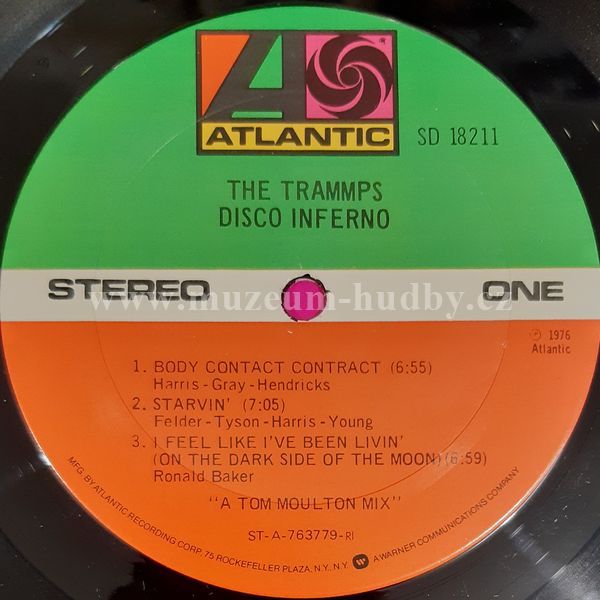 ATLANTIC
SD 18211
THE TRAMMPS
DISCO INFERNO
STEREO
ONE
www.muzeum-hudby.cz
℗ 1976
Atlantic
1. BODY CONTACT CONTRACT (6:55)
Harris - Gray - Hendricks
2. STARVIN' (7:05)
Felder - Tyson - Harris - Young
3. I FEEL LIKE I'VE BEEN LIVIN'
(ON THE DARK SIDE OF THE MOON) (6:59)
Ronald Baker
"A TOM MOULTON MIX"
ST-A-763779-RI
MFG. BY ATLANTIC RECORDING CORP. 75 ROCKEFELLER PLAZA, N.Y., N.Y. A WARNER COMMUNICATIONS COMPANY